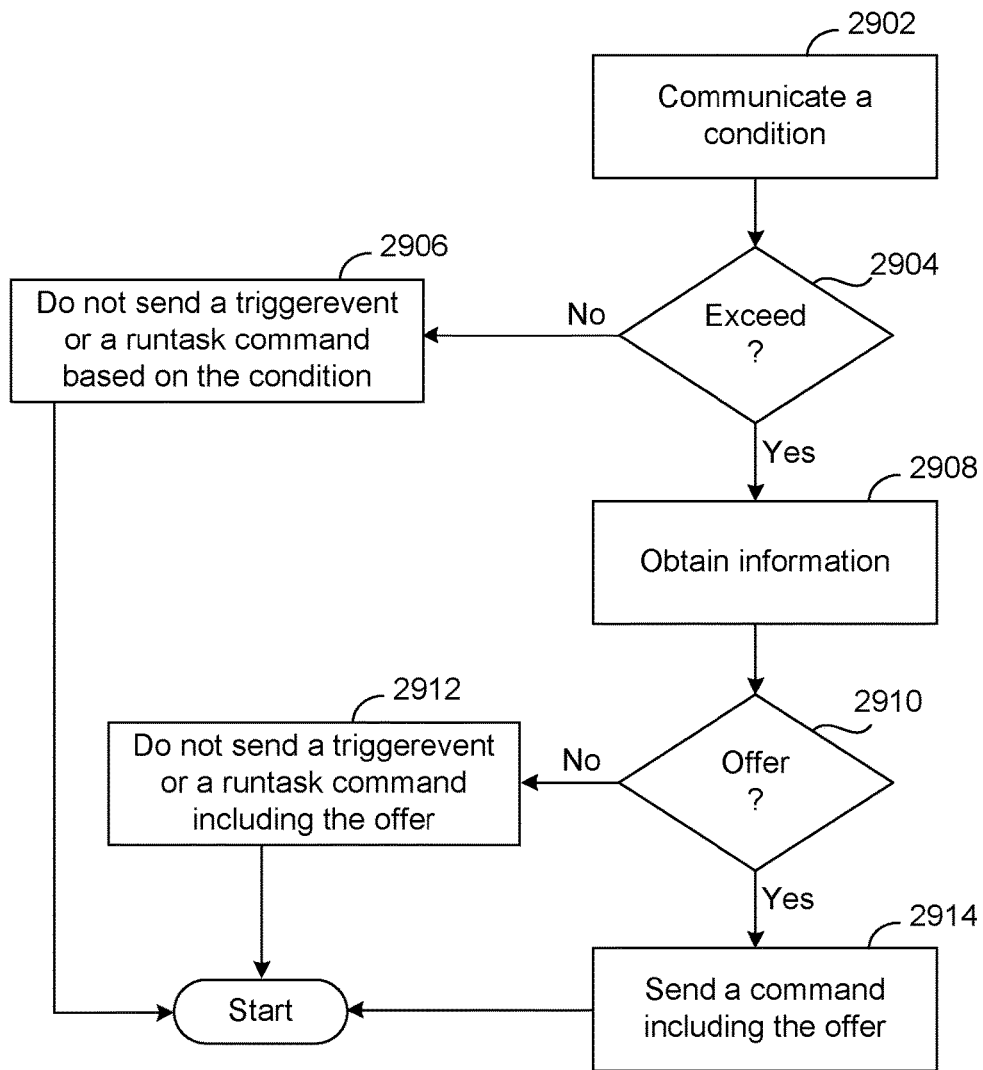 2902
Communicate a
condition
2906
2904
Do not send a triggerevent
or a runtask command
based on the condition
No
Exceed
?
Yes
2908
Obtain information
2912
2910
Do not send a triggerevent
or a runtask command
including the offer
No
Offer
?
Yes
2914
Start
Send a command
including the offer